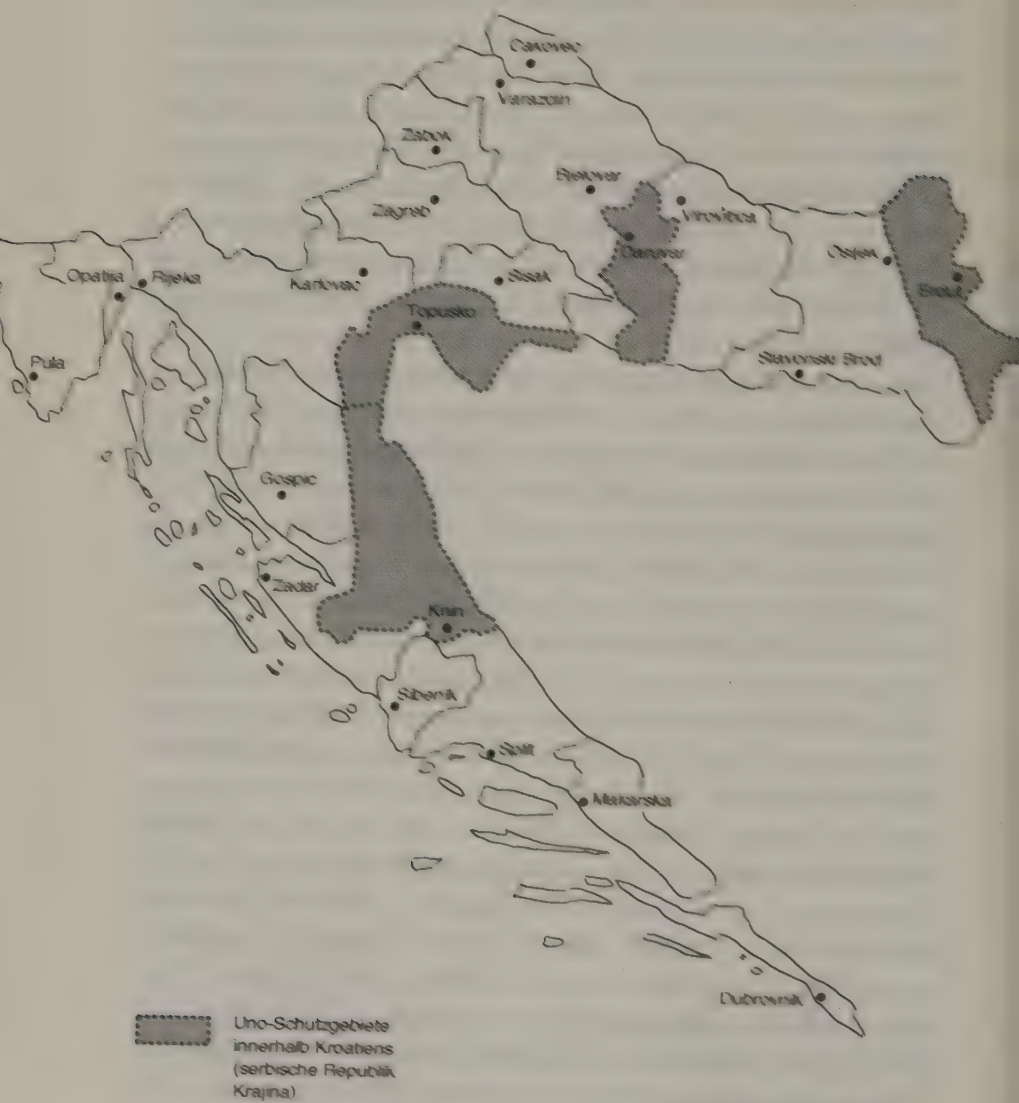 Cakovec
Varazdin
Zabok
Bjelovar
Zagreb
Virovitica
Daruvar
Osijek
Opatija
Rijeka
Karlovac
Sisak
Topusko
Pula
Slavonski Brod
Gospic
Zadar
Knin
Sibenik
Split
Makarska
Dubrovnik
Uno-Schutzgebiete
innerhalb Kroatiens
(serbische Republik
Krajina)